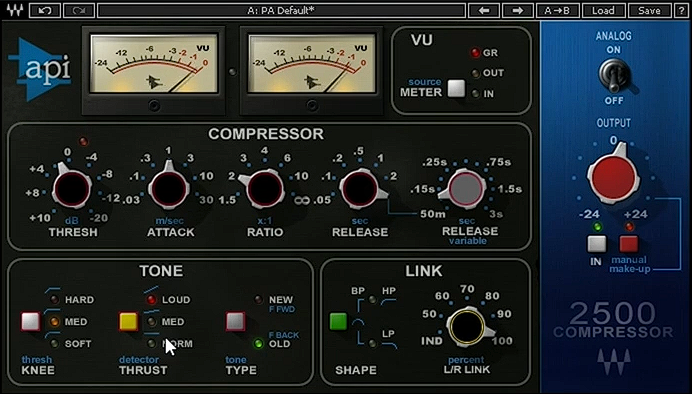 A: PA Default*
A→B
Load
Save
?
api
-24 -12 -6 -3 -2 -1 0
VU
-24 -12 -6 -3 -2 -1 0
VU
VU
source
METER
GR
OUT
IN
ANALOG
ON
OFF
OUTPUT
0
-24 +24
IN
manual
make-up
COMPRESSOR
+10 +8 +4 0 -4 -8 -12 -20
dB
THRESH
.03 .1 .3 1 3 10 30
m/sec
ATTACK
1.5 2 3 4 6 10 ∞
x:1
RATIO
.05 .1 .2 .5 1 2
sec
RELEASE
50m .15s .25s .75s 1.5s 3s
sec
RELEASE
variable
TONE
HARD
MED
SOFT
thresh
KNEE
LOUD
MED
NORM
detector
THRUST
NEW
F FWD
F BACK
OLD
tone
TYPE
LINK
BP HP
LP
SHAPE
IND 50 60 70 80 90 100
percent
L/R LINK
2500
COMPRESSOR